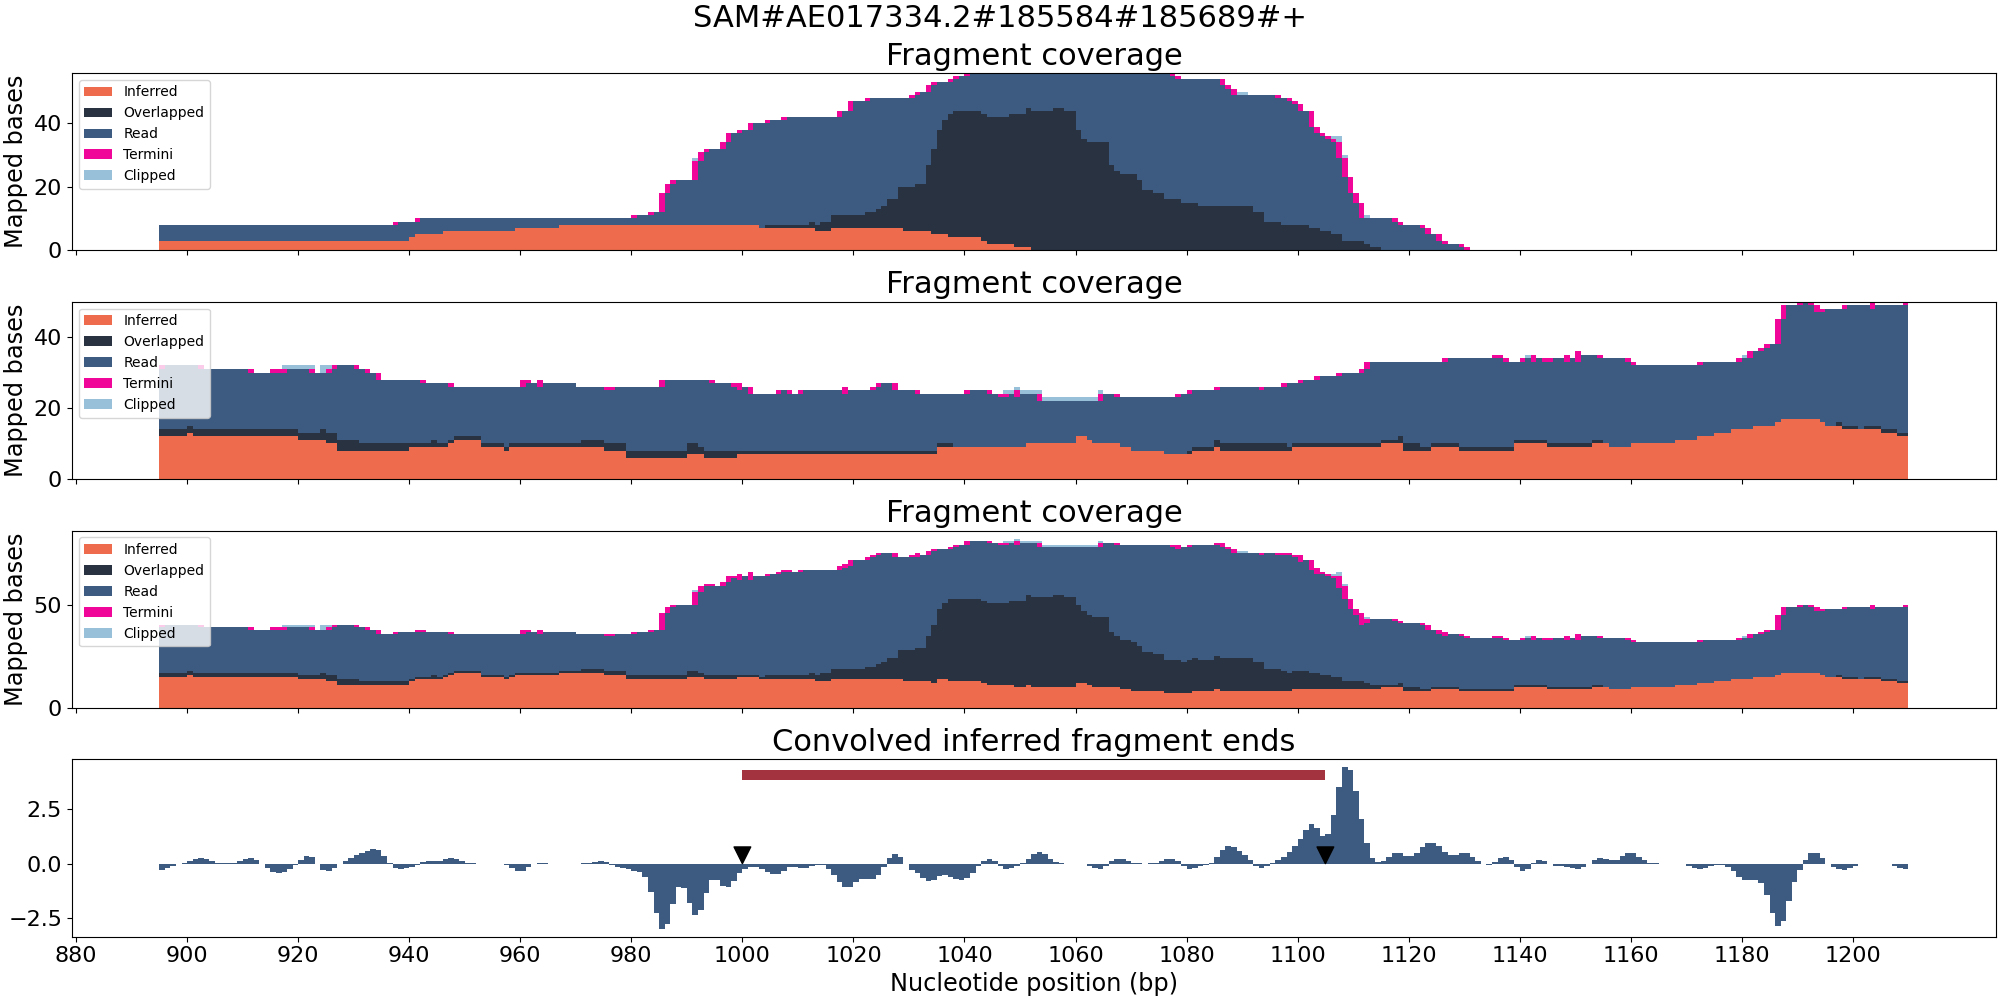 SAM#AE017334.2#185584#185689#+
Fragment coverage
Mapped bases
40
20
0
Inferred
Overlapped
Read
Termini
Clipped
Fragment coverage
Mapped bases
40
20
0
Inferred
Overlapped
Read
Termini
Clipped
Fragment coverage
Mapped bases
50
0
Inferred
Overlapped
Read
Termini
Clipped
Convolved inferred fragment ends
2.5
0.0
−2.5
880 900 920 940 960 980 1000 1020 1040 1060 1080 1100 1120 1140 1160 1180 1200
Nucleotide position (bp)